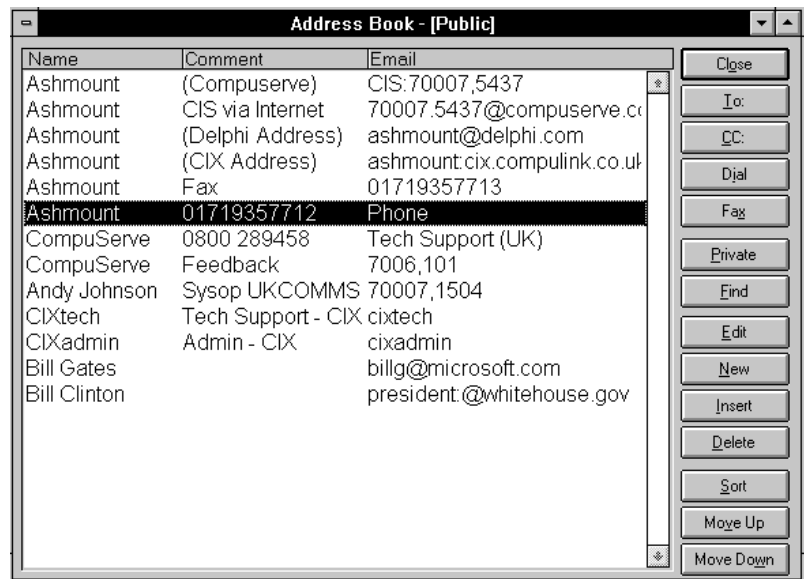 Address Book - [Public]
Name Comment Email
Ashmount (Compuserve) CIS:70007,5437
Ashmount CIS via Internet 70007.5437@compuserve.co
Ashmount (Delphi Address) ashmount@delphi.com
Ashmount (CIX Address) ashmount:cix.compulink.co.uk
Ashmount Fax 01719357713
Ashmount 01719357712 Phone
CompuServe 0800 289458 Tech Support (UK)
CompuServe Feedback 7006,101
Andy Johnson Sysop UKCOMMS 70007,1504
CIXtech Tech Support - CIX cixtech
CIXadmin Admin - CIX cixadmin
Bill Gates billg@microsoft.com
Bill Clinton president:@whitehouse.gov
Close
To:
CC:
Dial
Fax
Private
Find
Edit
New
Insert
Delete
Sort
Move Up
Move Down